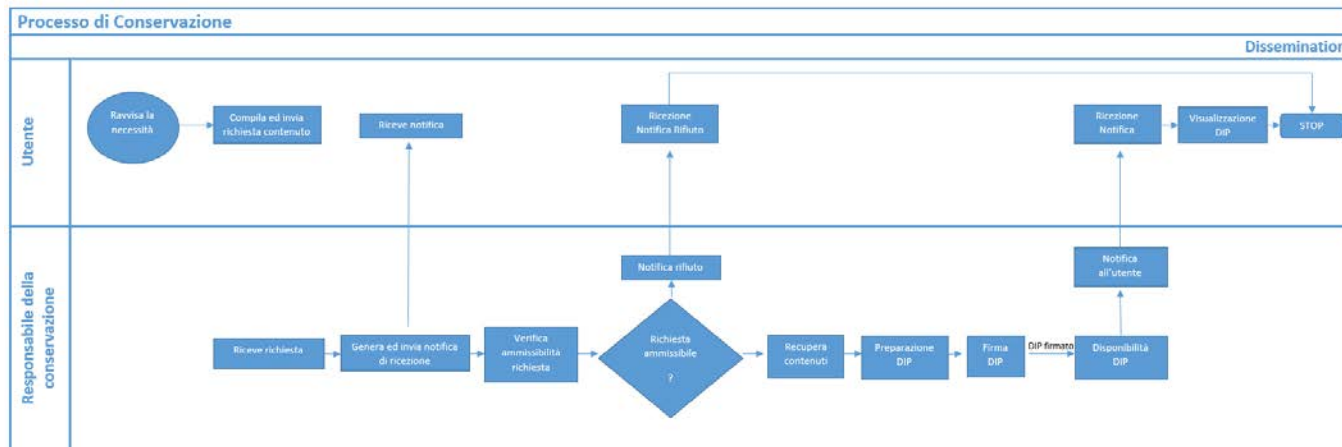 Processo di Conservazione
Dissemination
Utente
Ravvisa la
necessità
Compila ed invia
richiesta contenuto
Riceve notifica
Ricezione
Notifica Rifiuto
Ricezione
Notifica
Visualizzazione
DIP
STOP
Responsabile della
conservazione
Notifica rifiuto
Notifica
all'utente
Riceve richiesta
Genera ed invia notifica
di ricezione
Verifica
ammissibilità
richiesta
Richiesta
ammissibile
?
Recupera
contenuti
Preparazione
DIP
Firma
DIP
DIP firmato
Disponibilità
DIP